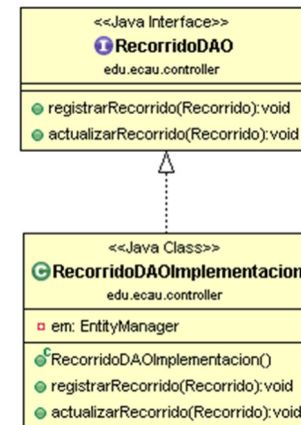 <<Java Interface>>
RecorridoDAO
edu.ecau.controller
registrarRecorrido(Recorrido):void
actualizarRecorrido(Recorrido):void
<<Java Class>>
RecorridoDAOImplementacion
edu.ecau.controller
em: EntityManager
RecorridoDAOImplementacion()
registrarRecorrido(Recorrido):void
actualizarRecorrido(Recorrido):void